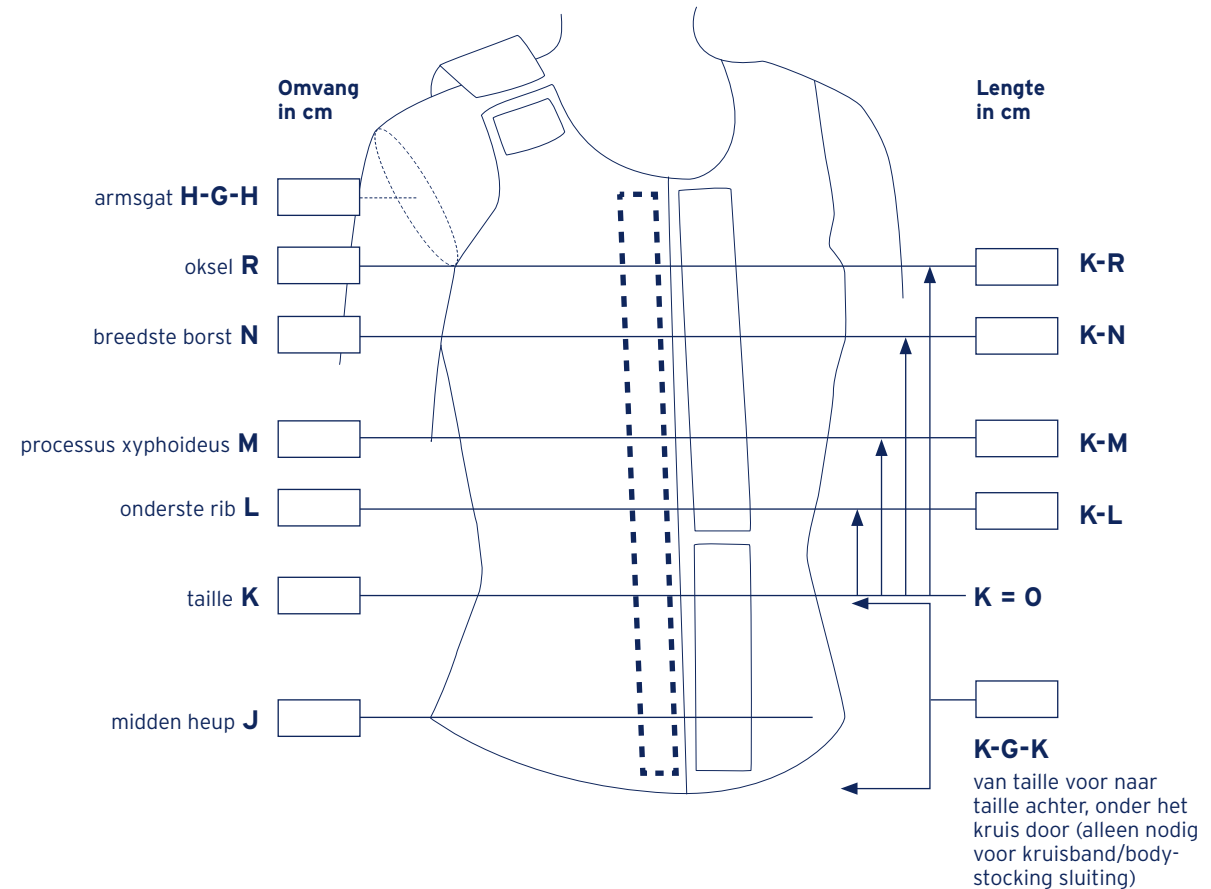 Omvang
in cm
Lengte
in cm
armsgat H-G-H
oksel R
K-R
breedste borst N
K-N
processus xyphoideus M
K-M
onderste rib L
K-L
taille K
K = 0
midden heup J
K-G-K
van taille voor naar
taille achter, onder het
kruis door (alleen nodig
voor kruisband/body-
stocking sluiting)